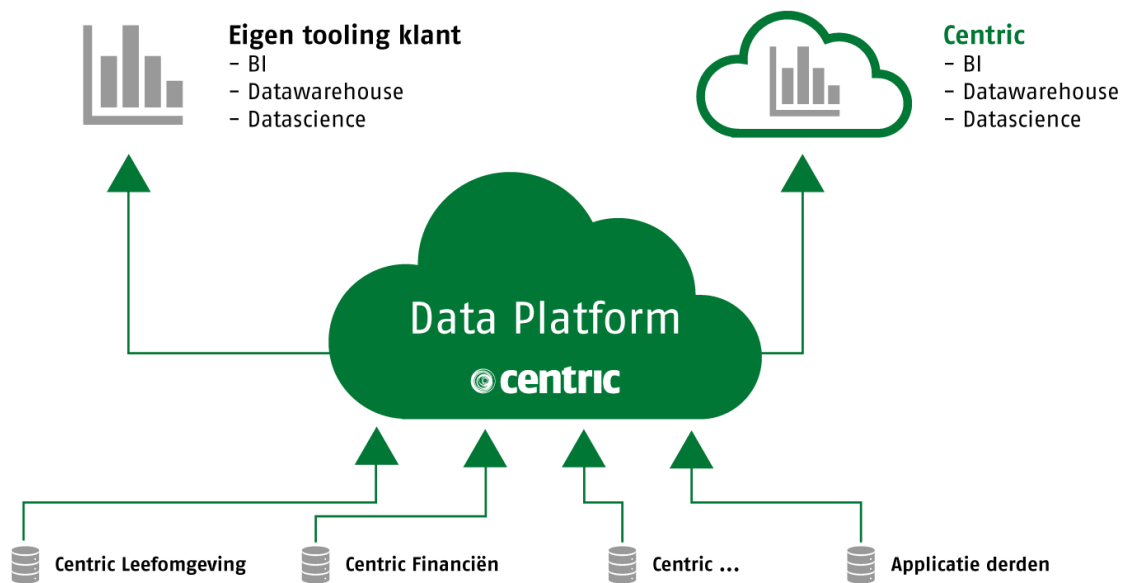 Eigen tooling klant
– BI
– Datawarehouse
– Datascience
Centric
– BI
– Datawarehouse
– Datascience
Data Platform
centric
Centric Leefomgeving
Centric Financiën
Centric ...
Applicatie derden